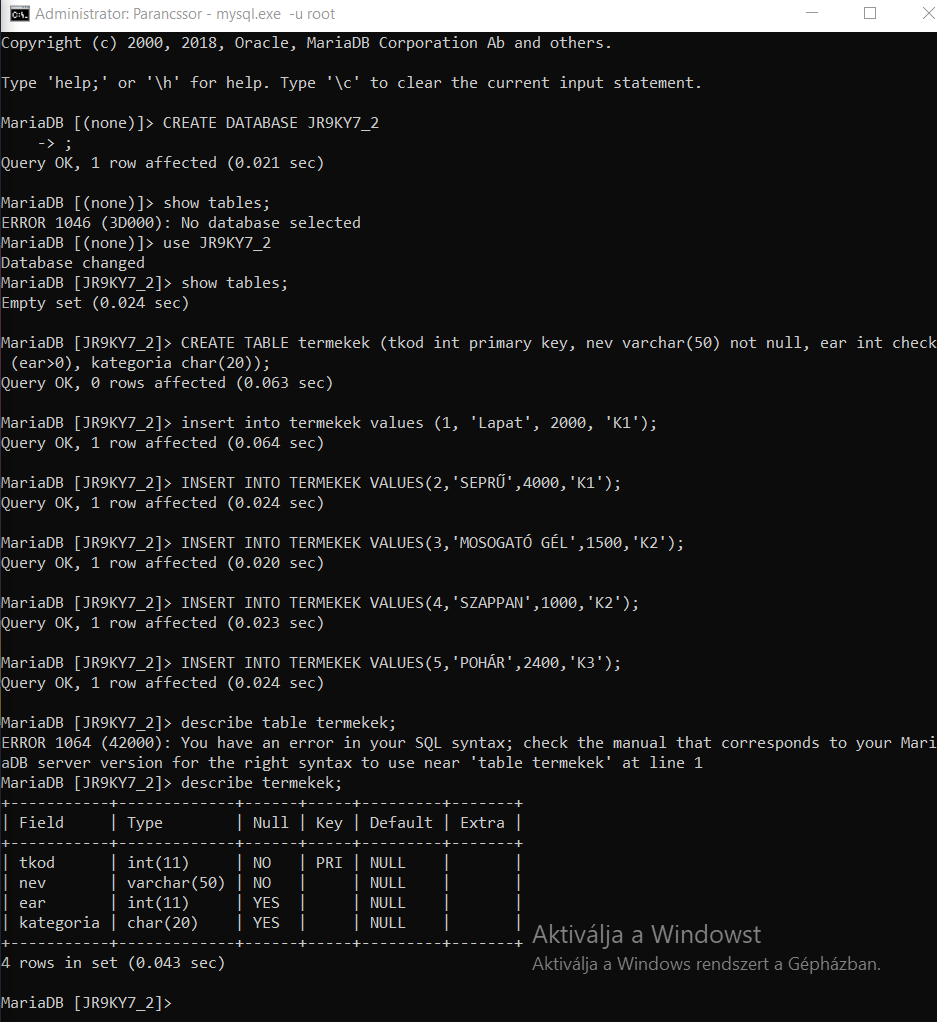 Administrator: Parancssor - mysql.exe  -u root
Copyright (c) 2000, 2018, Oracle, MariaDB Corporation Ab and others.
Type 'help;' or '\h' for help. Type '\c' to clear the current input statement.
MariaDB [(none)]> CREATE DATABASE JR9KY7_2
    -> ;
Query OK, 1 row affected (0.021 sec)
MariaDB [(none)]> show tables;
ERROR 1046 (3D000): No database selected
MariaDB [(none)]> use JR9KY7_2
Database changed
MariaDB [JR9KY7_2]> show tables;
Empty set (0.024 sec)
MariaDB [JR9KY7_2]> CREATE TABLE termekek (tkod int primary key, nev varchar(50) not null, ear int check
 (ear>0), kategoria char(20));
Query OK, 0 rows affected (0.063 sec)
MariaDB [JR9KY7_2]> insert into termekek values (1, 'Lapat', 2000, 'K1');
Query OK, 1 row affected (0.064 sec)
MariaDB [JR9KY7_2]> INSERT INTO TERMEKEK VALUES(2,'SEPRŰ',4000,'K1');
Query OK, 1 row affected (0.024 sec)
MariaDB [JR9KY7_2]> INSERT INTO TERMEKEK VALUES(3,'MOSOGATÓ GÉL',1500,'K2');
Query OK, 1 row affected (0.020 sec)
MariaDB [JR9KY7_2]> INSERT INTO TERMEKEK VALUES(4,'SZAPPAN',1000,'K2');
Query OK, 1 row affected (0.023 sec)
MariaDB [JR9KY7_2]> INSERT INTO TERMEKEK VALUES(5,'POHÁR',2400,'K3');
Query OK, 1 row affected (0.024 sec)
MariaDB [JR9KY7_2]> describe table termekek;
ERROR 1064 (42000): You have an error in your SQL syntax; check the manual that corresponds to your Mari
aDB server version for the right syntax to use near 'table termekek' at line 1
MariaDB [JR9KY7_2]> describe termekek;
+-----------+-------------+------+-----+---------+-------+
| Field     | Type        | Null | Key | Default | Extra |
+-----------+-------------+------+-----+---------+-------+
| tkod      | int(11)     | NO   | PRI | NULL    |       |
| nev       | varchar(50) | NO   |     | NULL    |       |
| ear       | int(11)     | YES  |     | NULL    |       |
| kategoria | char(20)    | YES  |     | NULL    |       |
+-----------+-------------+------+-----+---------+-------+
4 rows in set (0.043 sec)
MariaDB [JR9KY7_2]>
Aktiválja a Windowst
Aktiválja a Windows rendszert a Gépházban.